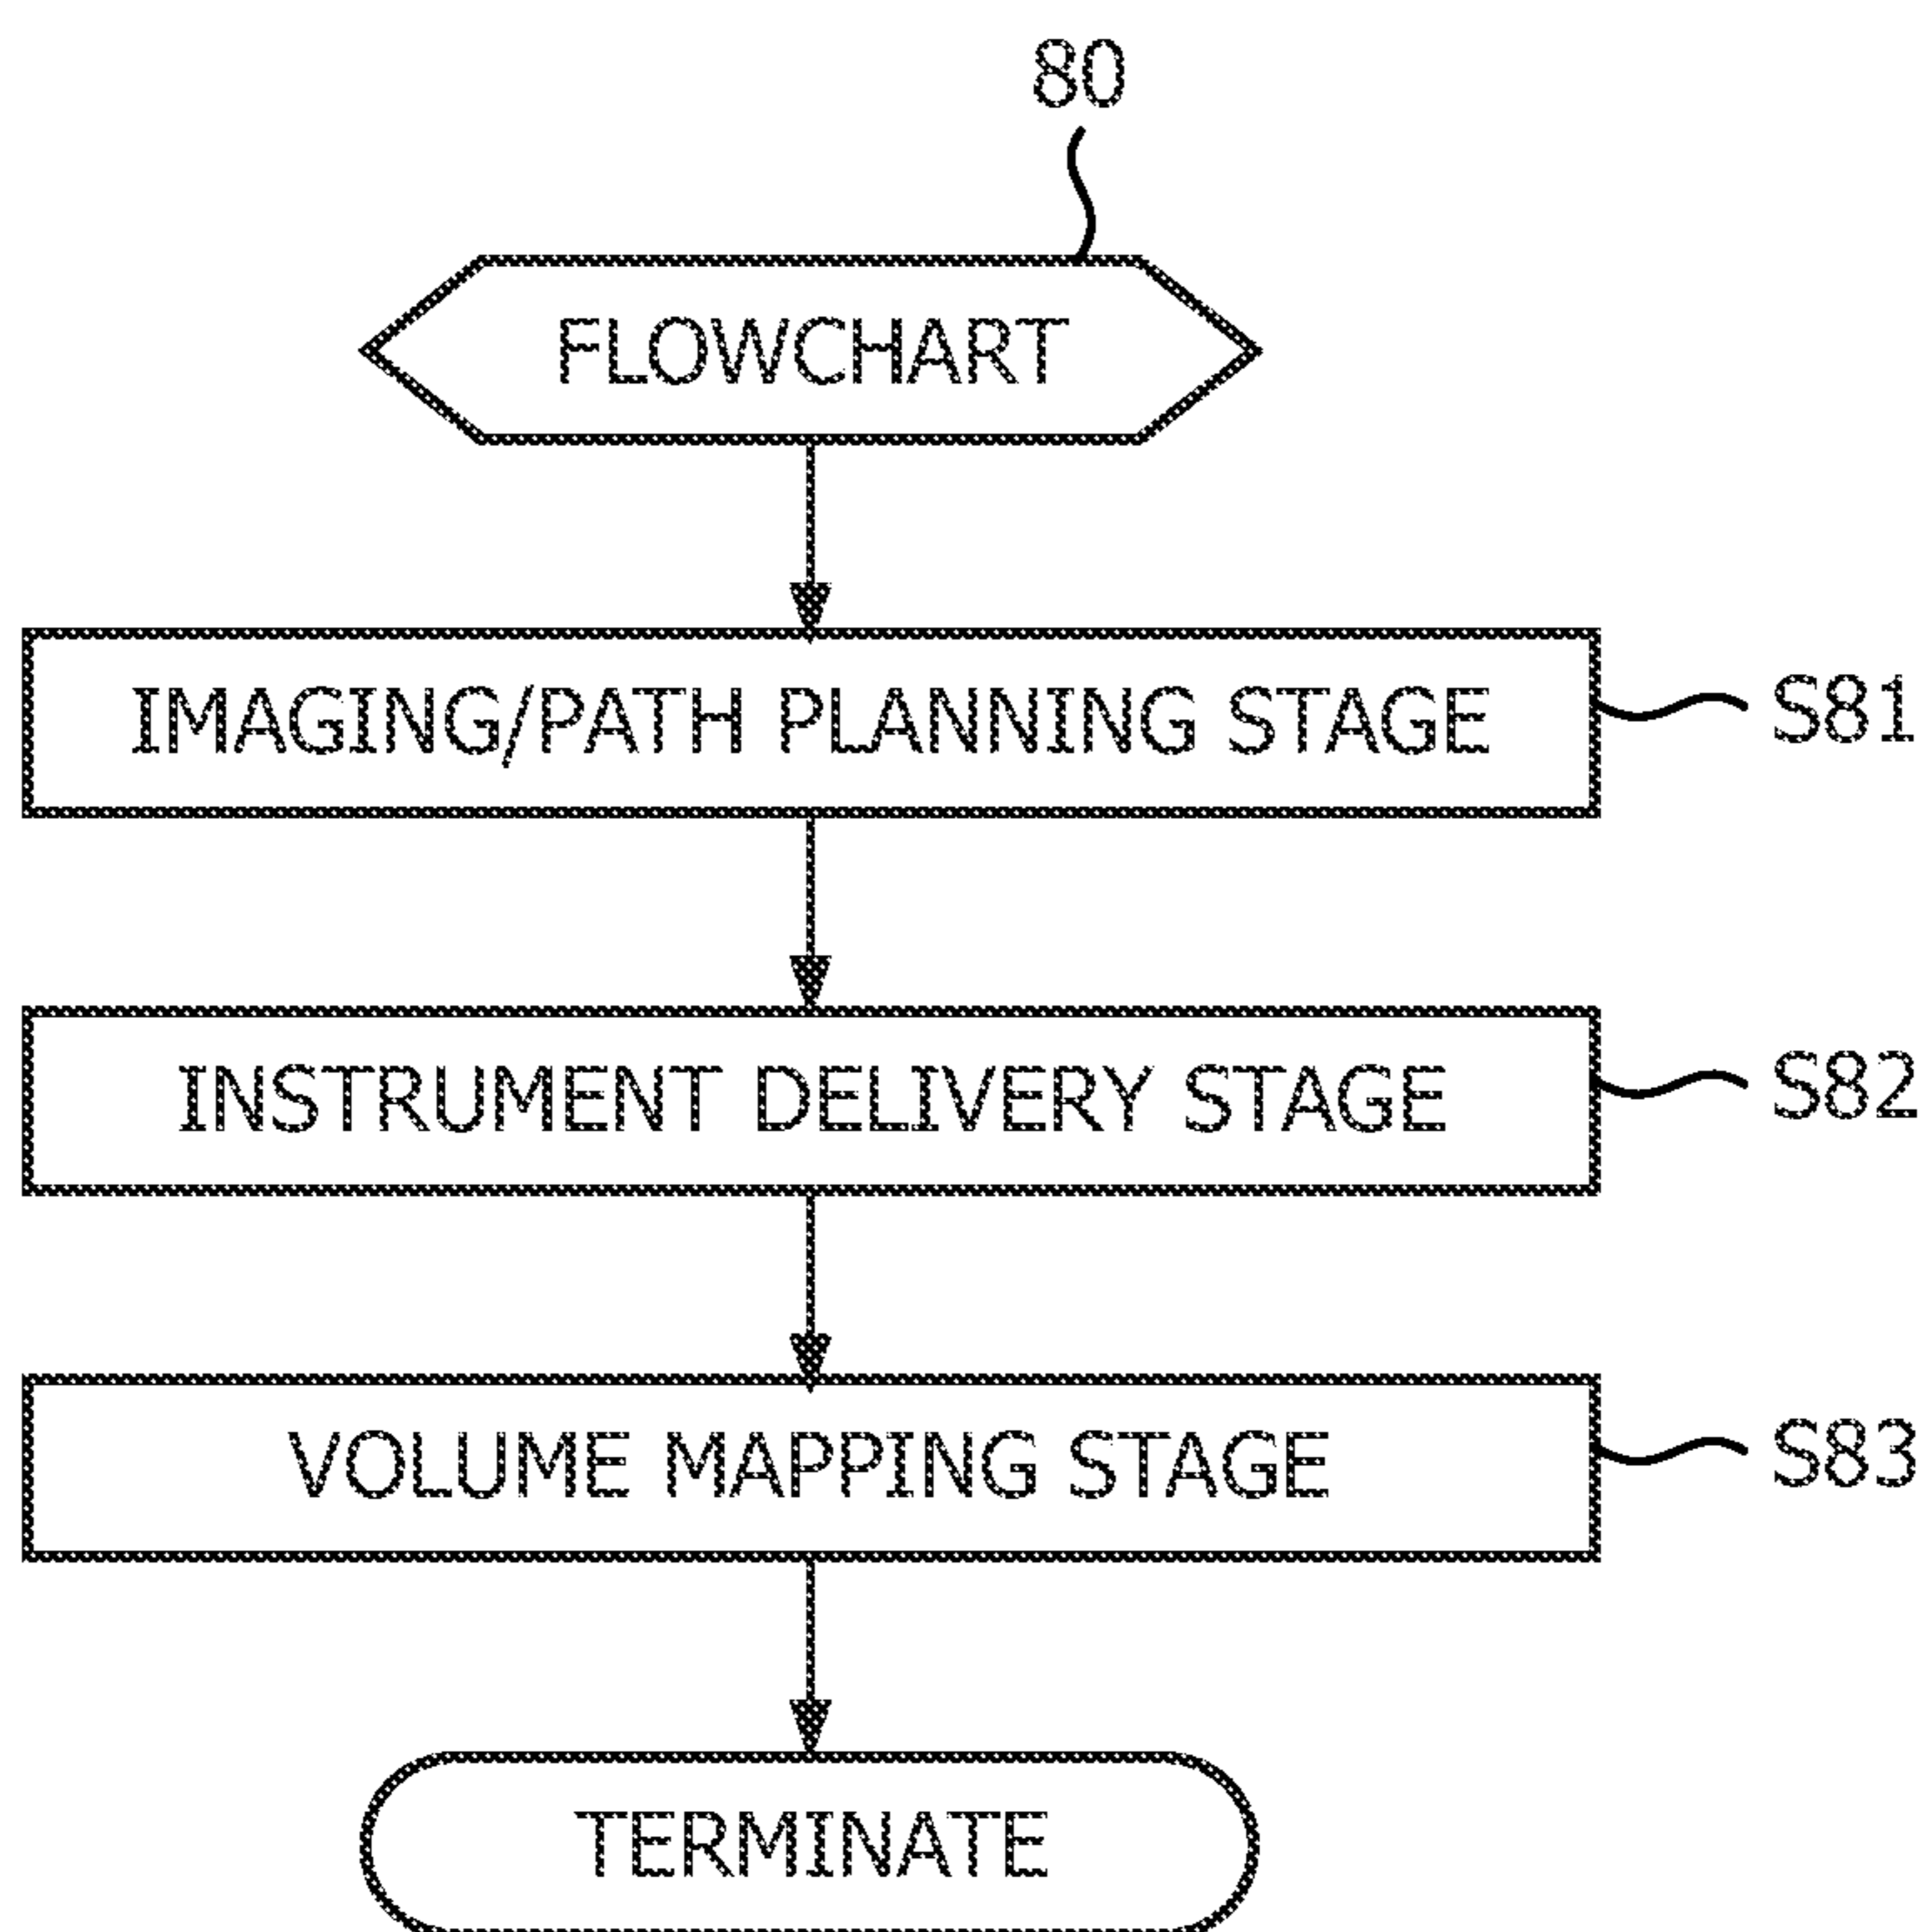 80
FLOWCHART
IMAGING/PATH PLANNING STAGE
S81
INSTRUMENT DELIVERY STAGE
S82
VOLUME MAPPING STAGE
S83
TERMINATE